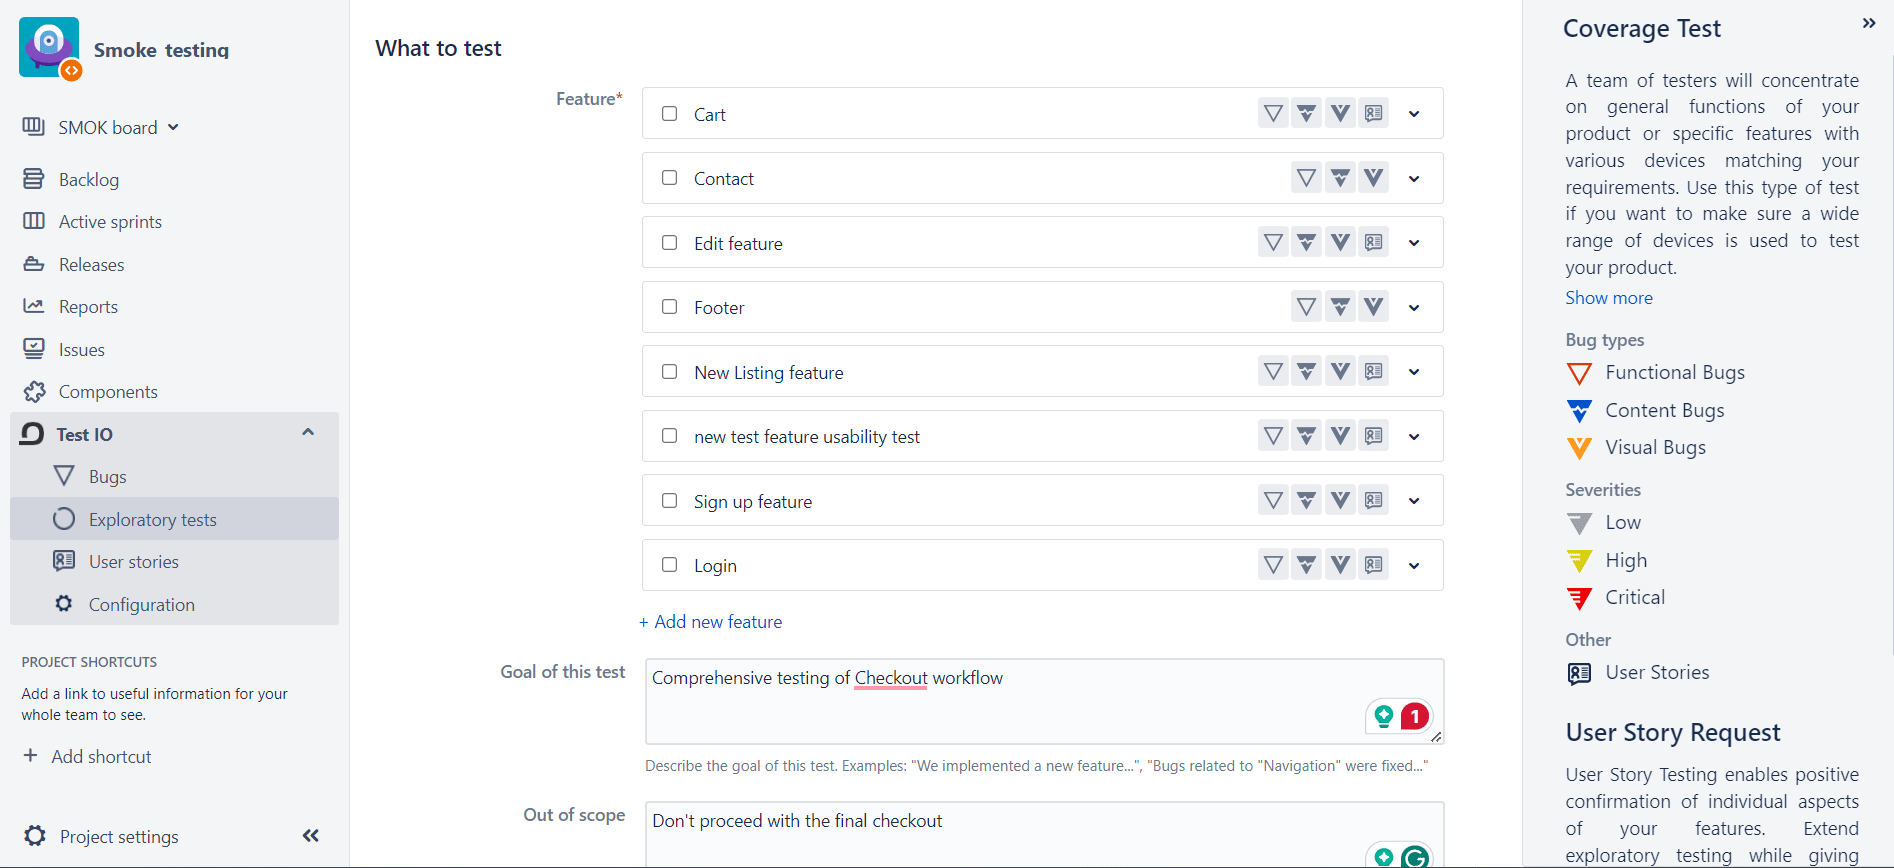 Smoke testing
SMOK board
Backlog
Active sprints
Releases
Reports
Issues
Components
Test IO
Bugs
Exploratory tests
User stories
Configuration
PROJECT SHORTCUTS
Add a link to useful information for your
whole team to see.
+ Add shortcut
Project settings
What to test
Feature*
Cart
Contact
Edit feature
Footer
New Listing feature
new test feature usability test
Sign up feature
Login
+ Add new feature
Goal of this test
Comprehensive testing of Checkout workflow
1
Describe the goal of this test. Examples: "We implemented a new feature...", "Bugs related to "Navigation" were fixed..."
Out of scope
Don't proceed with the final checkout
Coverage Test
A team of testers will concentrate
on general functions of your
product or specific features with
various devices matching your
requirements. Use this type of test
if you want to make sure a wide
range of devices is used to test
your product.
Show more
Bug types
Functional Bugs
Content Bugs
Visual Bugs
Severities
Low
High
Critical
Other
User Stories
User Story Request
User Story Testing enables positive
confirmation of individual aspects
of your features. Extend
exploratory testing while giving